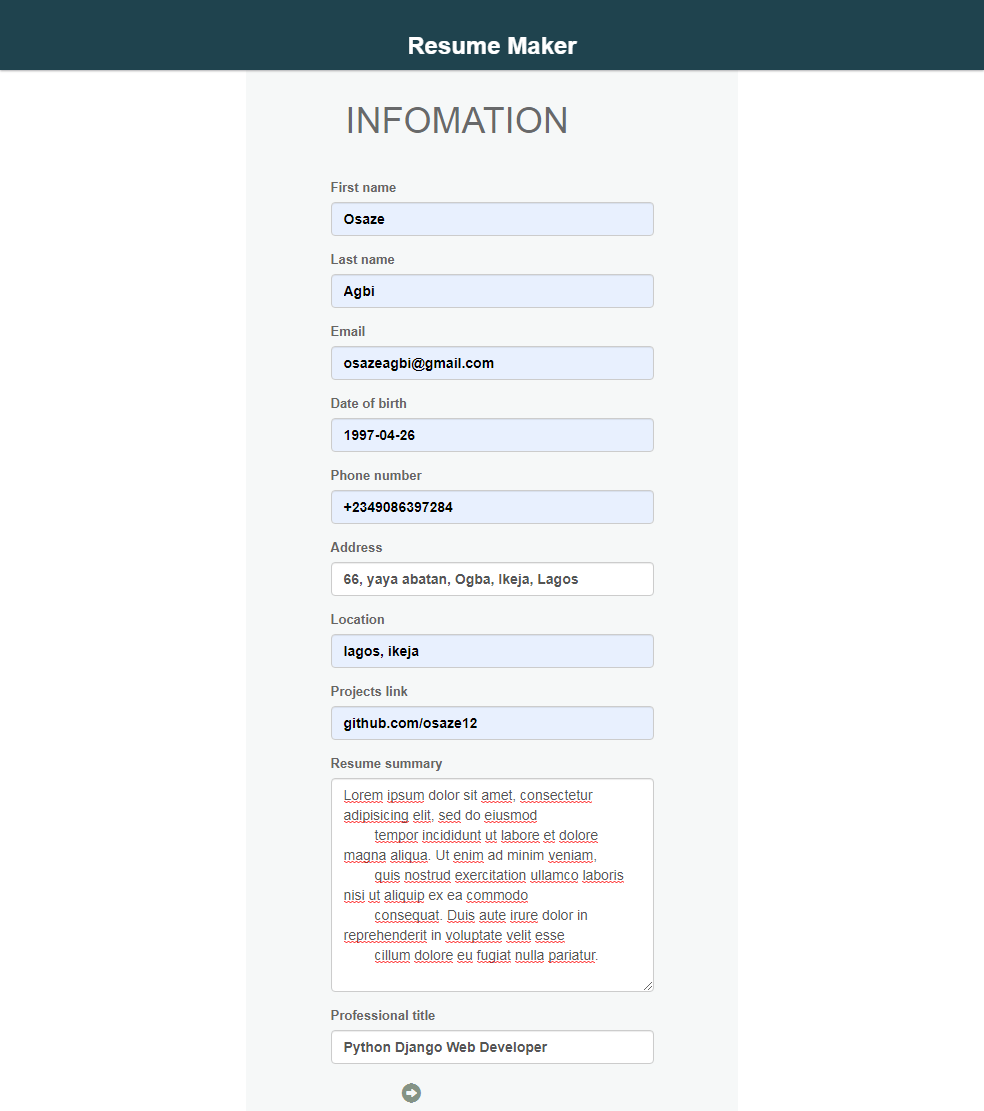 Resume Maker
INFOMATION
First name
Osaze
Last name
Agbi
Email
osazeagbi@gmail.com
Date of birth
1997-04-26
Phone number
+2349086397284
Address
66, yaya abatan, Ogba, Ikeja, Lagos
Location
lagos, ikeja
Projects link
github.com/osaze12
Resume summary
Lorem ipsum dolor sit amet, consectetur
adipisicing elit, sed do eiusmod
tempor incididunt ut labore et dolore
magna aliqua. Ut enim ad minim veniam,
quis nostrud exercitation ullamco laboris
nisi ut aliquip ex ea commodo
consequat. Duis aute irure dolor in
reprehenderit in voluptate velit esse
cillum dolore eu fugiat nulla pariatur.
Professional title
Python Django Web Developer